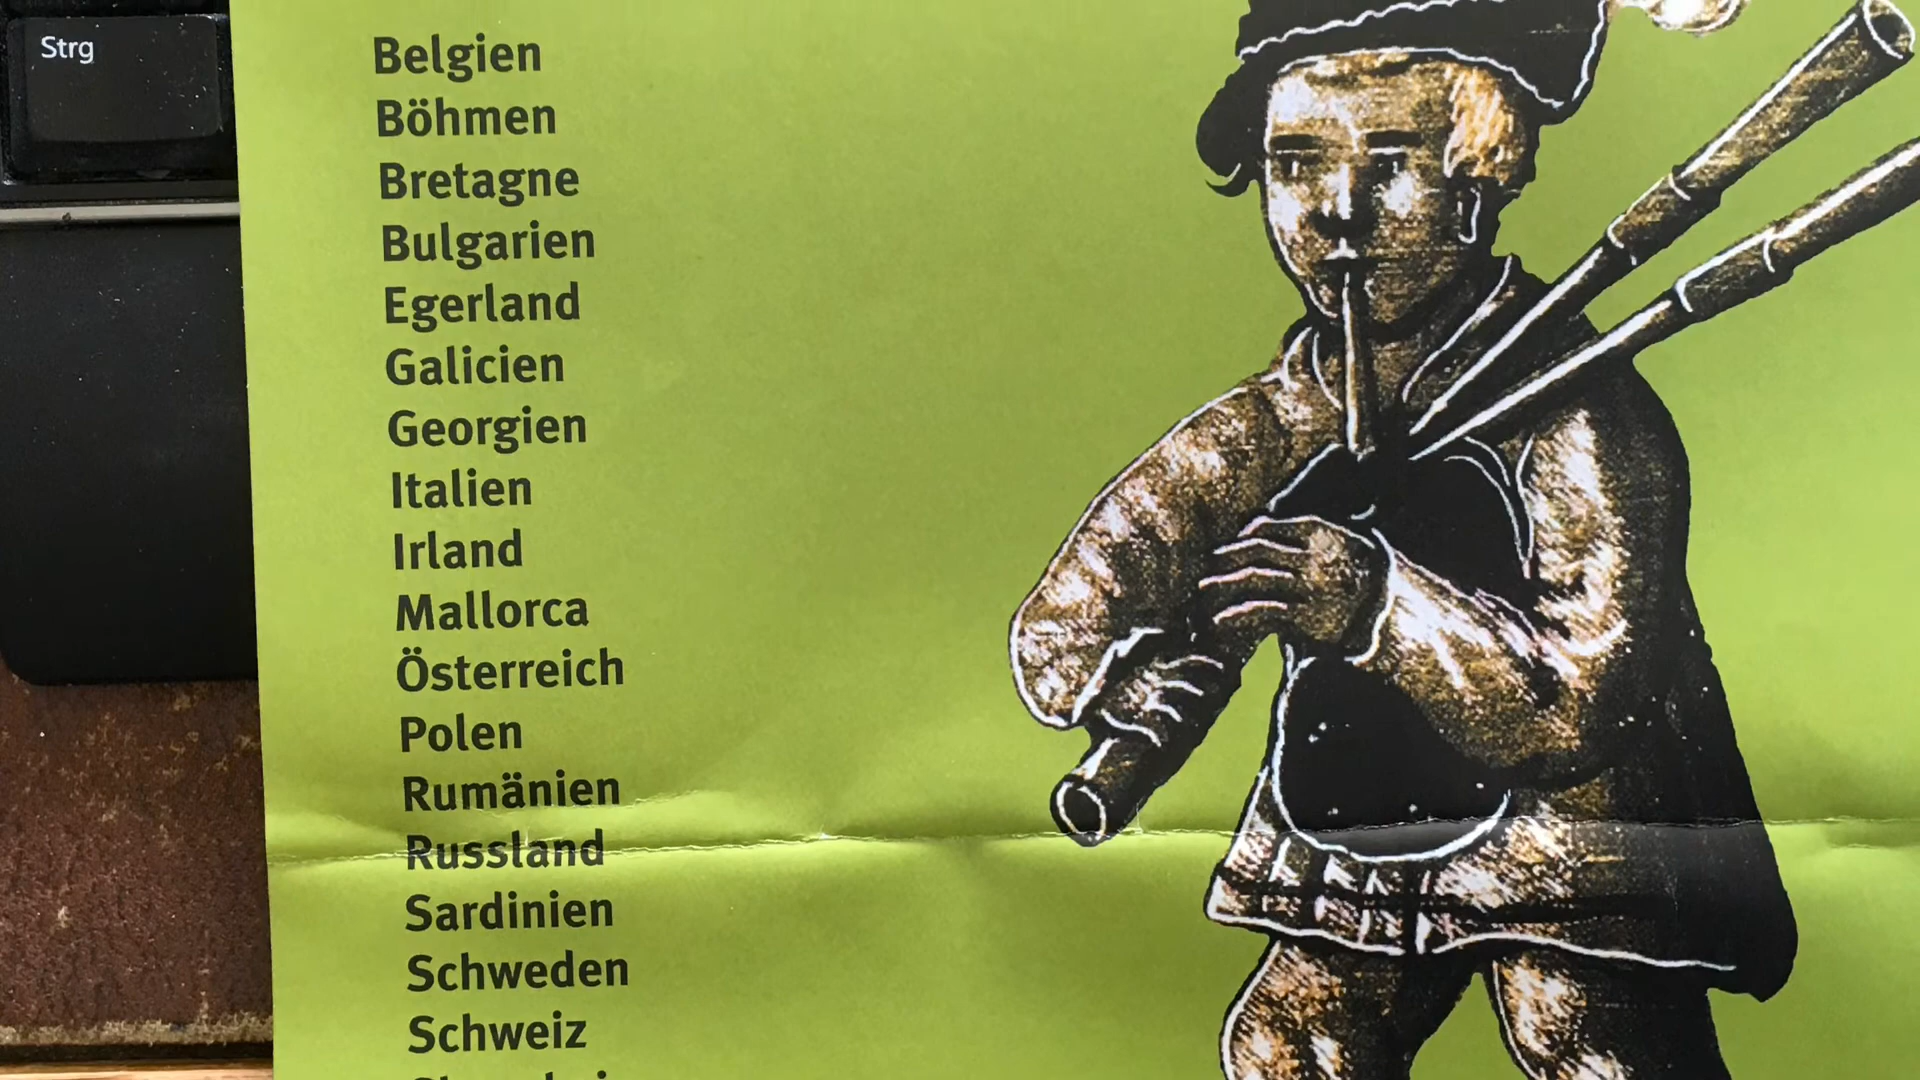 Strg
Belgien
Böhmen
Bretagne
Bulgarien
Egerland
Galicien
Georgien
Italien
Irland
Mallorca
Österreich
Polen
Rumänien
Russland
Sardinien
Schweden
Schweiz